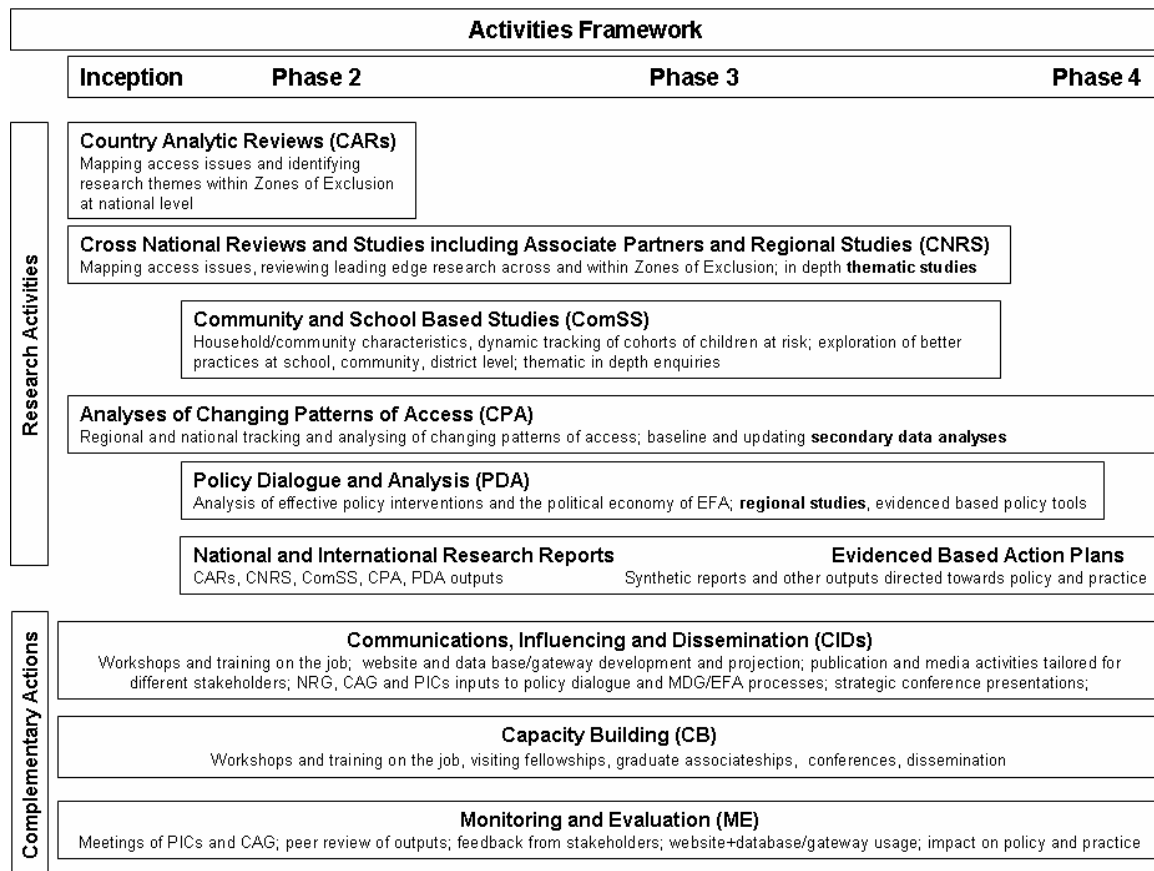 Activities Framework
Inception Phase 2 Phase 3 Phase 4
Research Activities
Country Analytic Reviews (CARs)
Mapping access issues and identifying
research themes within Zones of Exclusion
at national level
Cross National Reviews and Studies including Associate Partners and Regional Studies (CNRS)
Mapping access issues, reviewing leading edge research across and within Zones of Exclusion; in depth thematic studies
Community and School Based Studies (ComSS)
Household/community characteristics, dynamic tracking of cohorts of children at risk; exploration of better
practices at school, community, district level; thematic in depth enquiries
Analyses of Changing Patterns of Access (CPA)
Regional and national tracking and analysing of changing patterns of access; baseline and updating secondary data analyses
Policy Dialogue and Analysis (PDA)
Analysis of effective policy interventions and the political economy of EFA; regional studies, evidenced based policy tools
National and International Research Reports Evidenced Based Action Plans
CARs, CNRS, ComSS, CPA, PDA outputs Synthetic reports and other outputs directed towards policy and practice
Complementary Actions
Communications, Influencing and Dissemination (CIDs)
Workshops and training on the job; website and data base/gateway development and projection; publication and media activities tailored for
different stakeholders; NRG, CAG and PICs inputs to policy dialogue and MDG/EFA processes; strategic conference presentations;
Capacity Building (CB)
Workshops and training on the job, visiting fellowships, graduate associateships, conferences, dissemination
Monitoring and Evaluation (ME)
Meetings of PICs and CAG; peer review of outputs; feedback from stakeholders; website+database/gateway usage; impact on policy and practice